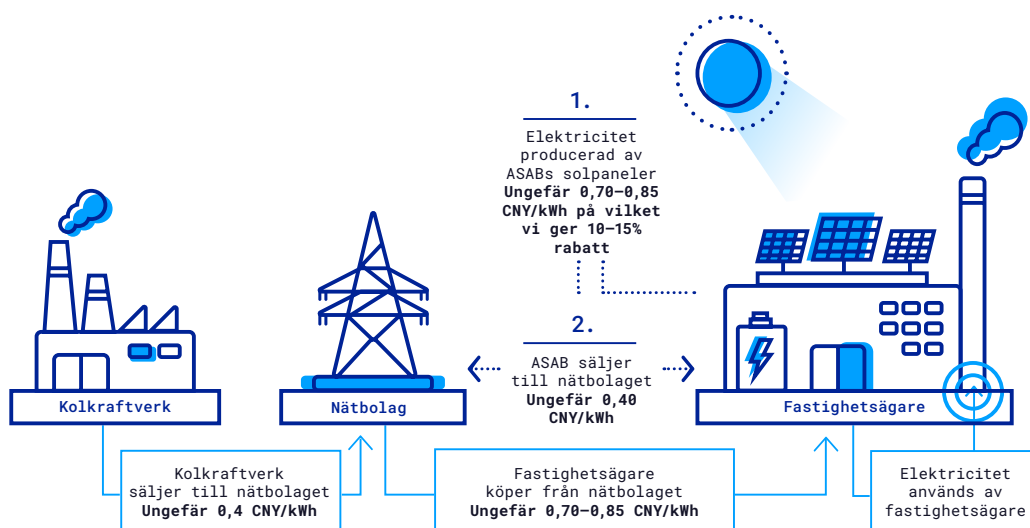 1.
Elektricitet
producerad av
ASABs solpaneler
Ungefär 0,70–0,85
CNY/kWh på vilket
vi ger 10–15%
rabatt
2.
ASAB säljer
till nätbolaget
Ungefär 0,40
CNY/kWh
Kolkraftverk
Nätbolag
Fastighetsägare
Kolkraftverk
säljer till nätbolaget
Ungefär 0,4 CNY/kWh
Fastighetsägare
köper från nätbolaget
Ungefär 0,70–0,85 CNY/kWh
Elektricitet
används av
fastighetsägare